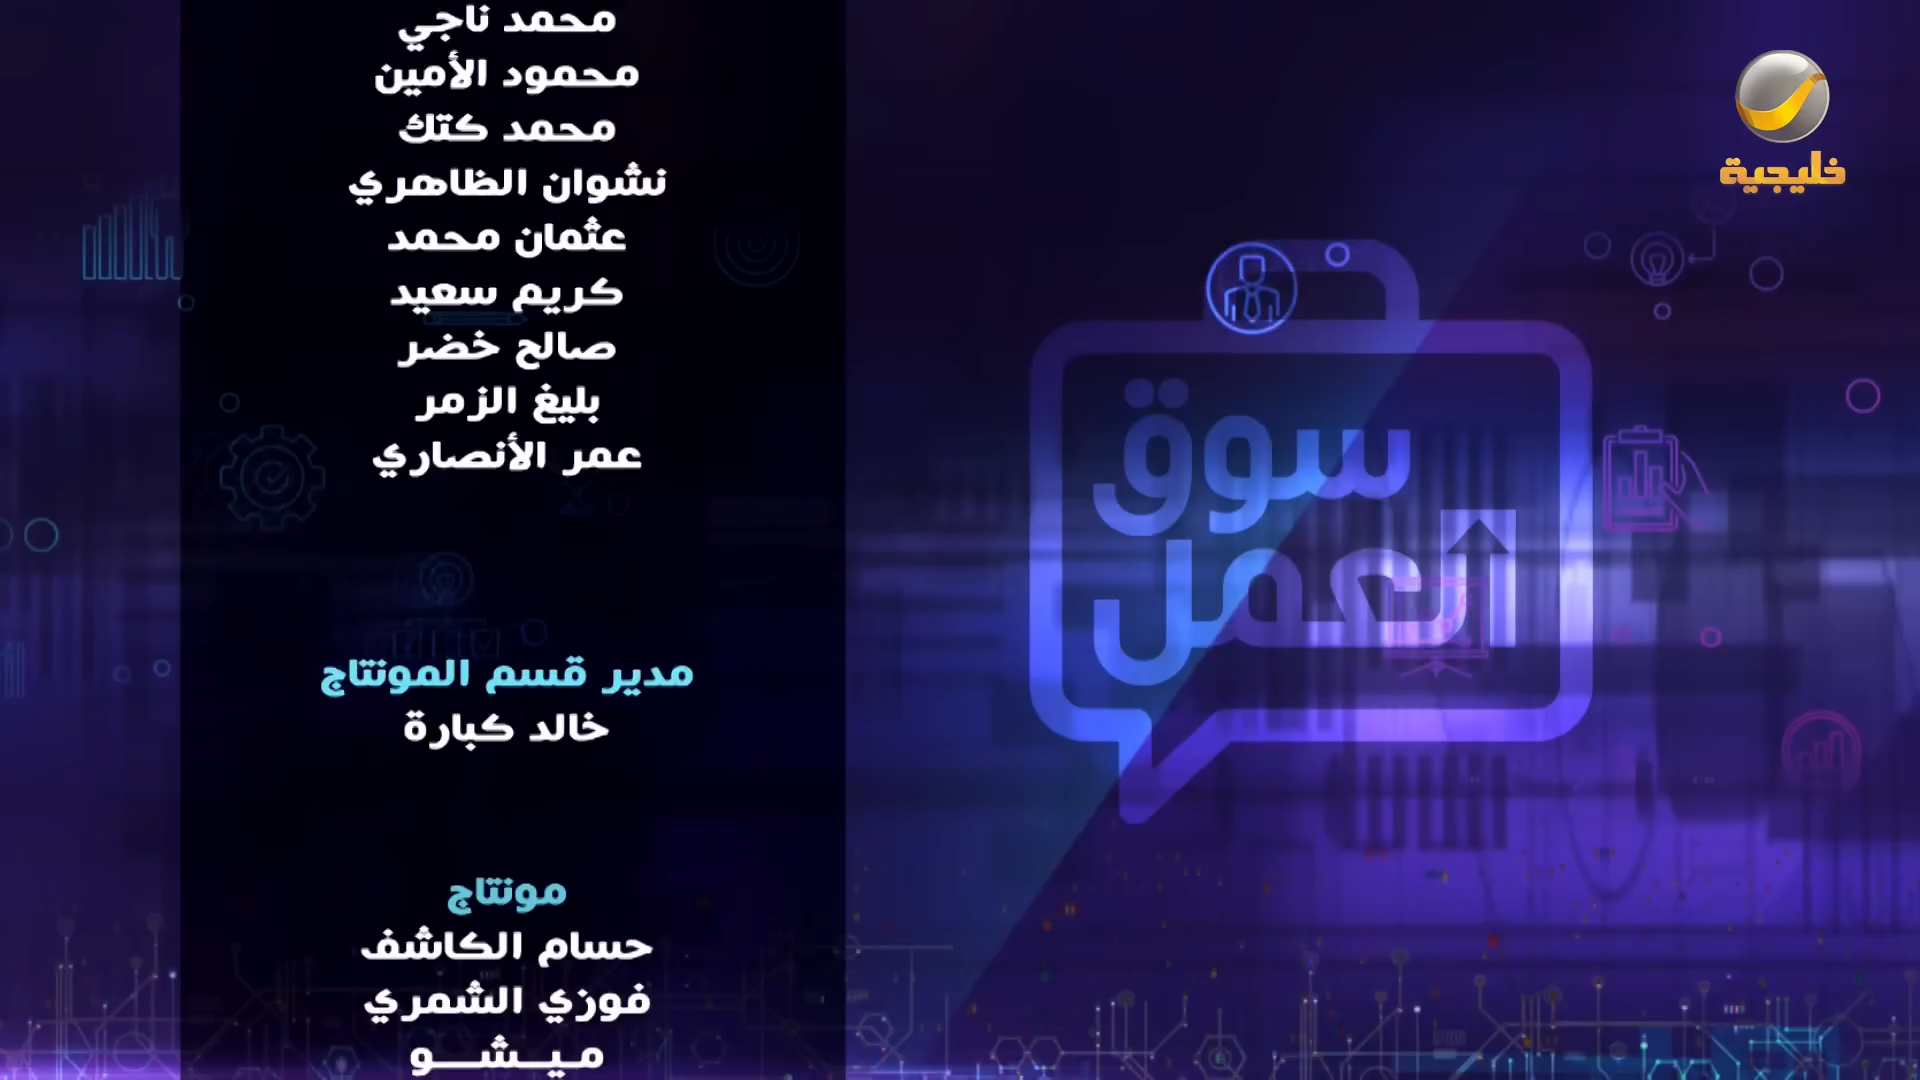 محمد ناجي
محمود الأمين
محمد كتك
نشوان الظاهري
عثمان محمد
كريم سعيد
صالح خضر
بليغ الزمر
عمر الأنصاري
مدير قسم المونتاج
خالد كبارة
مونتاج
حسام الكاشف
فوزي الشمري
ميشو
خليجية
سوق
العمل